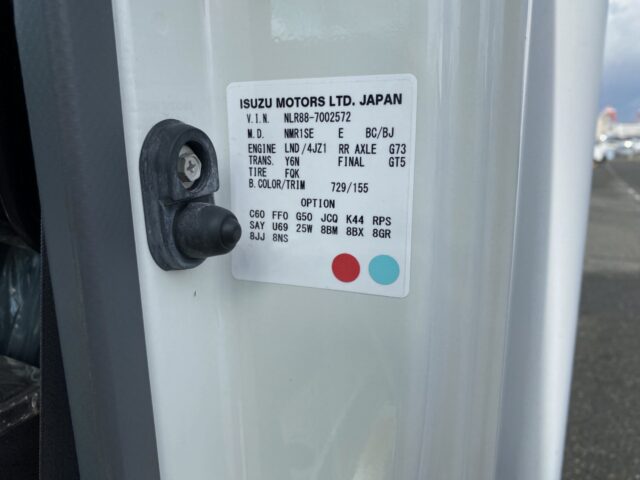 ISUZU MOTORS LTD. JAPAN
V.I.N. NLR88-7002572
M.D. NMR1SE E BC/BJ
ENGINE LND/4JZ1 RR AXLE G73
TRANS. Y6N FINAL GT5
TIRE FQK
B. COLOR/TRIM 729/155
OPTION
C60 FF0 G50 JCQ K44 RPS
SAY U69 25W 8BM 8BX 8GR
8JJ 8NS